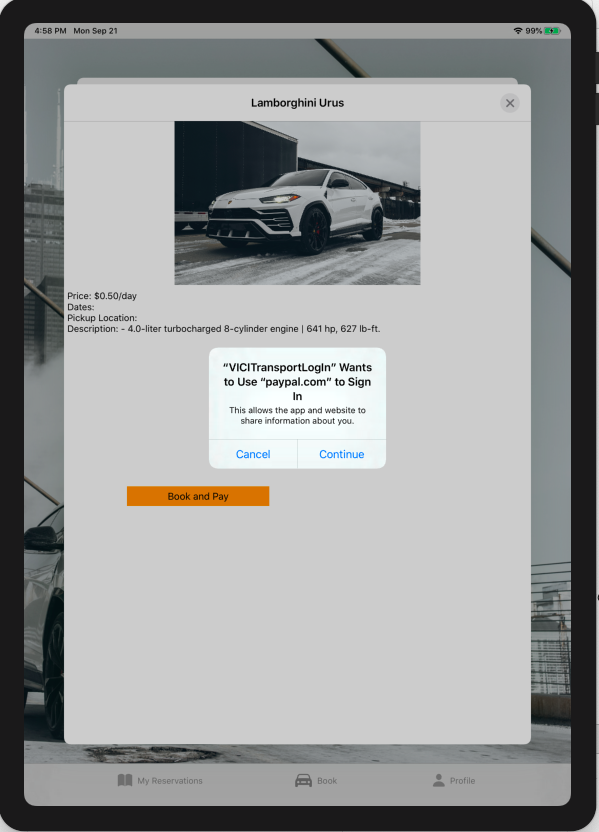 4:58 PM Mon Sep 21
99%
Lamborghini Urus
Price: $0.50/day
Dates:
Pickup Location:
Description: - 4.0-liter turbocharged 8-cylinder engine | 641 hp, 627 lb-ft.
“VICITransportLogIn” Wants
to Use “paypal.com” to Sign
In
This allows the app and website to
share information about you.
Cancel Continue
Book and Pay
My Reservations Book Profile